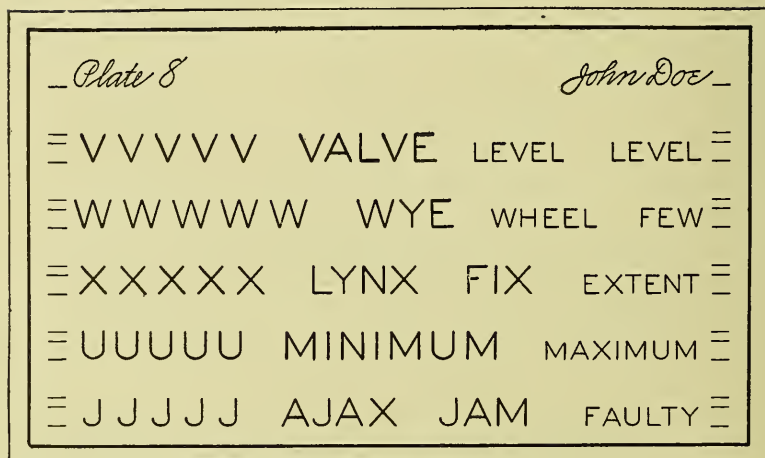 Plate 8 John Doe
V V V V V VALVE LEVEL LEVEL
W W W W W WYE WHEEL FEW
X X X X X LYNX FIX EXTENT
U U U U U MINIMUM MAXIMUM
J J J J J AJAX JAM FAULTY